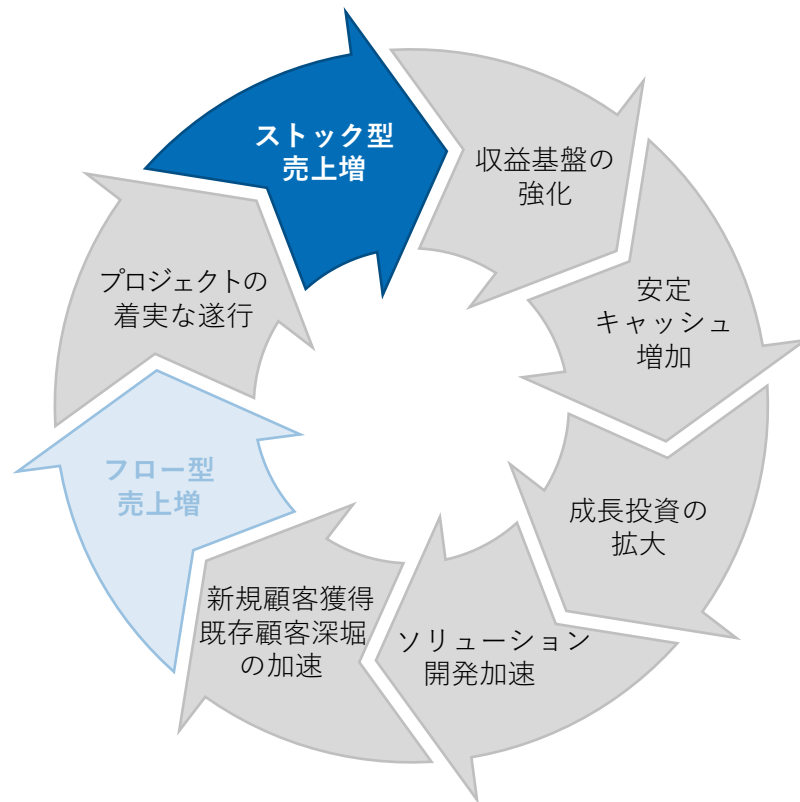 ストック型
売上増
収益基盤の
強化
安定
キャッシュ
増加
成長投資の
拡大
ソリューション
開発加速
新規顧客獲得
既存顧客深堀
の加速
フロー型
売上増
プロジェクトの
着実な遂行